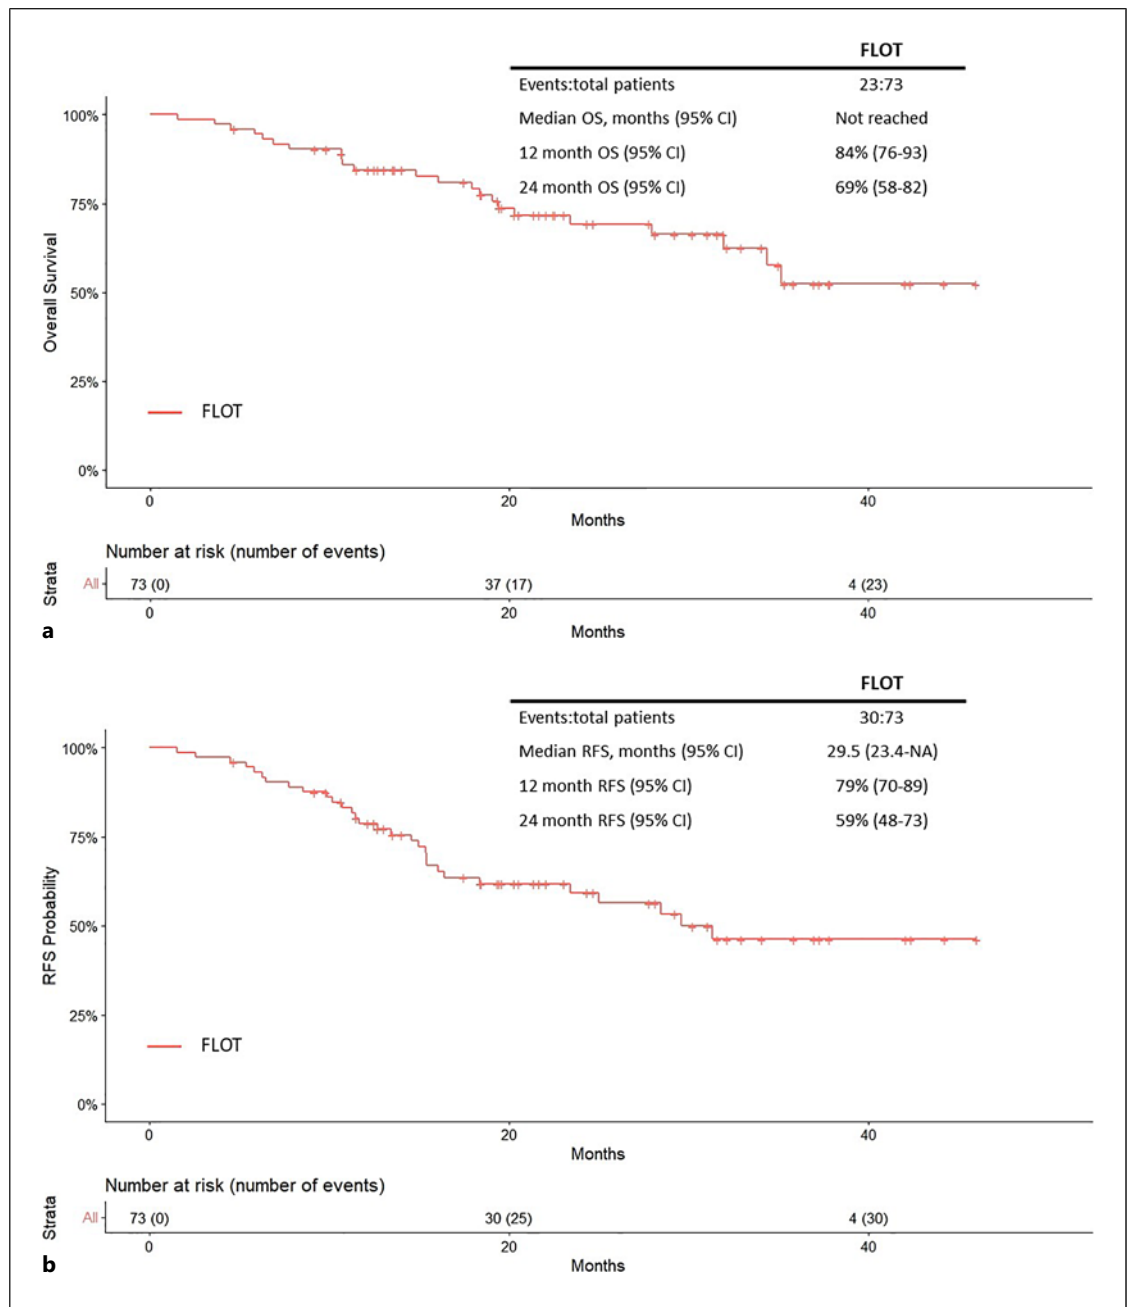 FLOT
Events:total patients 23:73
Median OS, months (95% CI) Not reached
12 month OS (95% CI) 84% (76-93)
24 month OS (95% CI) 69% (58-82)
100%
75%
50%
25%
0%
Overall Survival
FLOT
0 20 40
Months
Number at risk (number of events)
Strata
All 73 (0) 37 (17) 4 (23)
0 20 40
Months
a
FLOT
Events:total patients 30:73
Median RFS, months (95% CI) 29.5 (23.4-NA)
12 month RFS (95% CI) 79% (70-89)
24 month RFS (95% CI) 59% (48-73)
100%
75%
50%
25%
0%
RFS Probability
FLOT
0 20 40
Months
Number at risk (number of events)
Strata
All 73 (0) 30 (25) 4 (30)
0 20 40
Months
b